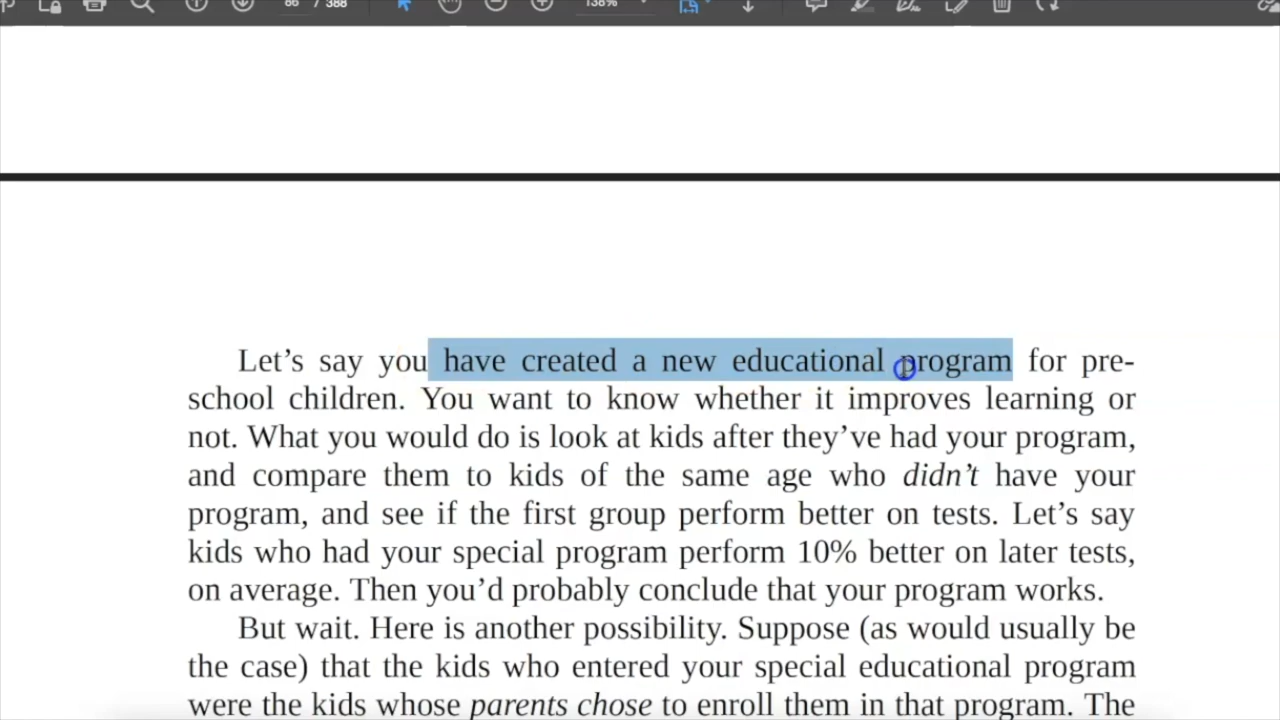 86 / 388
138%
Let’s say you have created a new educational program for pre-
school children. You want to know whether it improves learning or
not. What you would do is look at kids after they’ve had your program,
and compare them to kids of the same age who didn’t have your
program, and see if the first group perform better on tests. Let’s say
kids who had your special program perform 10% better on later tests,
on average. Then you’d probably conclude that your program works.
But wait. Here is another possibility. Suppose (as would usually be
the case) that the kids who entered your special educational program
were the kids whose parents chose to enroll them in that program. The